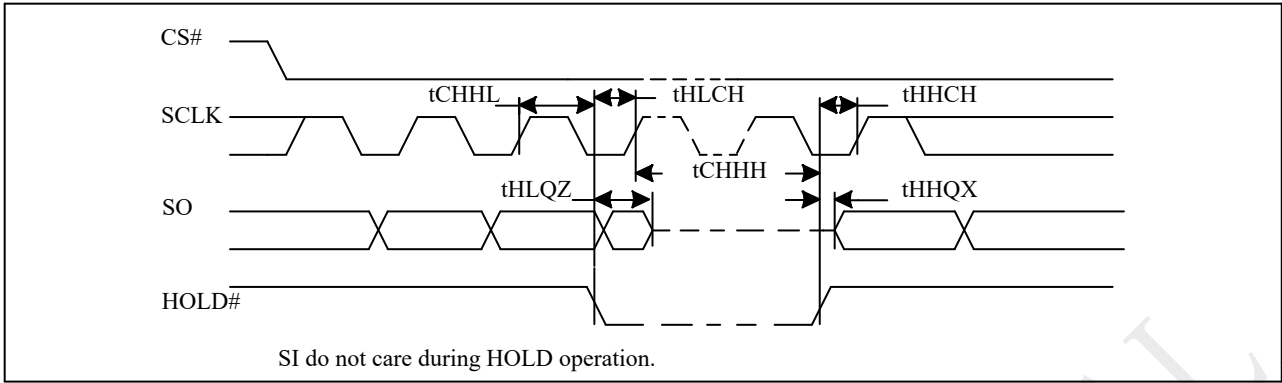 CS#
tCHHL
tHLCH
tHHCH
SCLK
tCHHH
tHLQZ
tHHQX
SO
HOLD#
SI do not care during HOLD operation.